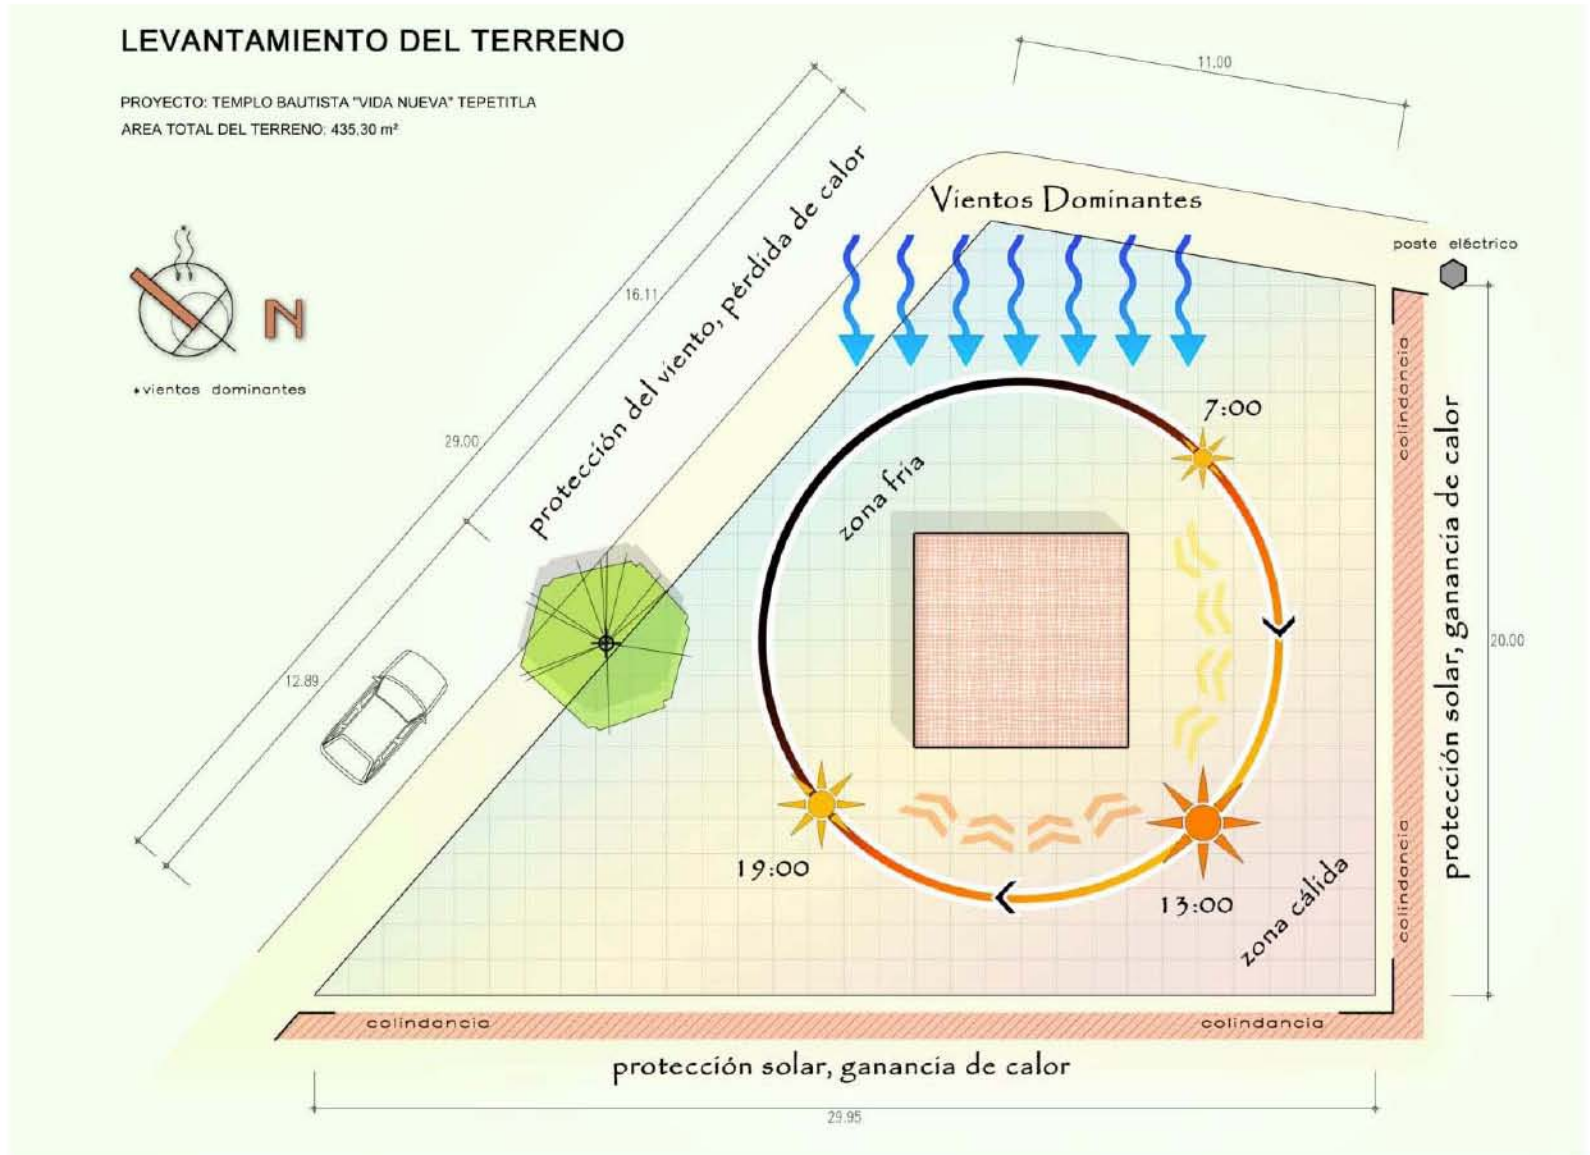 LEVANTAMIENTO DEL TERRENO
PROYECTO: TEMPLO BAUTISTA "VIDA NUEVA" TEPETITLA
AREA TOTAL DEL TERRENO: 435.30 m²
11.00
Vientos Dominantes
poste eléctrico
N
*vientos dominantes
16.11
29.00
12.89
protección del viento, pérdida de calor
7:00
zona fría
colindancia
protección solar, ganancia de calor
20.00
19:00
13:00
zona cálida
colindancia
colindancia
colindancia
protección solar, ganancia de calor
29.95